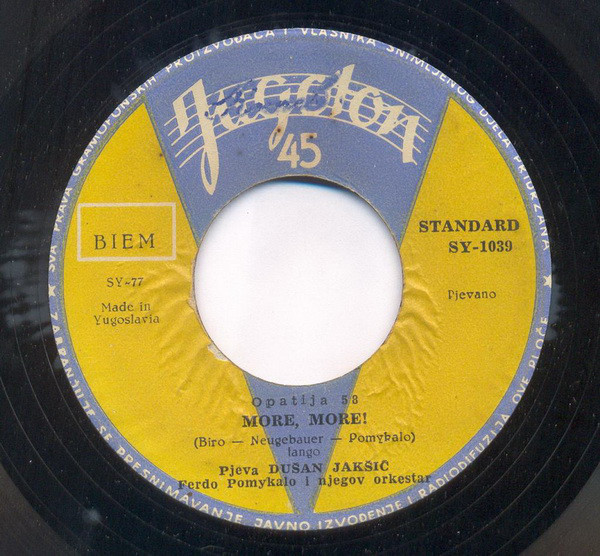 SVA PRAVA GRAMOFONSKIH PROIZVOĐAČA I VLASNIKA SNIMLJENOG DJELA PRIDRŽANA
Jugoton
45
BIEM
STANDARD
SY-1039
SY-77
Made in
Yugoslavia
Pjevano
Opatija 58
MORE, MORE!
(Biro — Neugebauer — Pomykalo)
tango
Pjeva DUŠAN JAKŠIĆ
Ferdo Pomykalo i njegov orkestar
ZABRANJUJE SE PRESNIMAVANJE, JAVNO IZVOĐENJE I RADIODIFUZIJA OVE PLOČE